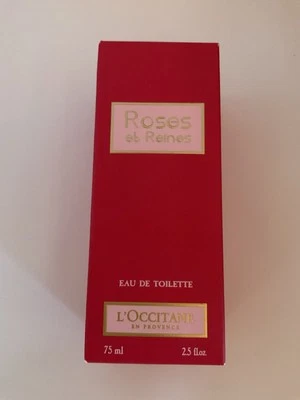 Roses
et Reines
EAU DE TOILETTE
L'OCCITANE
EN PROVENCE
75 ml 2.5 fl.oz.